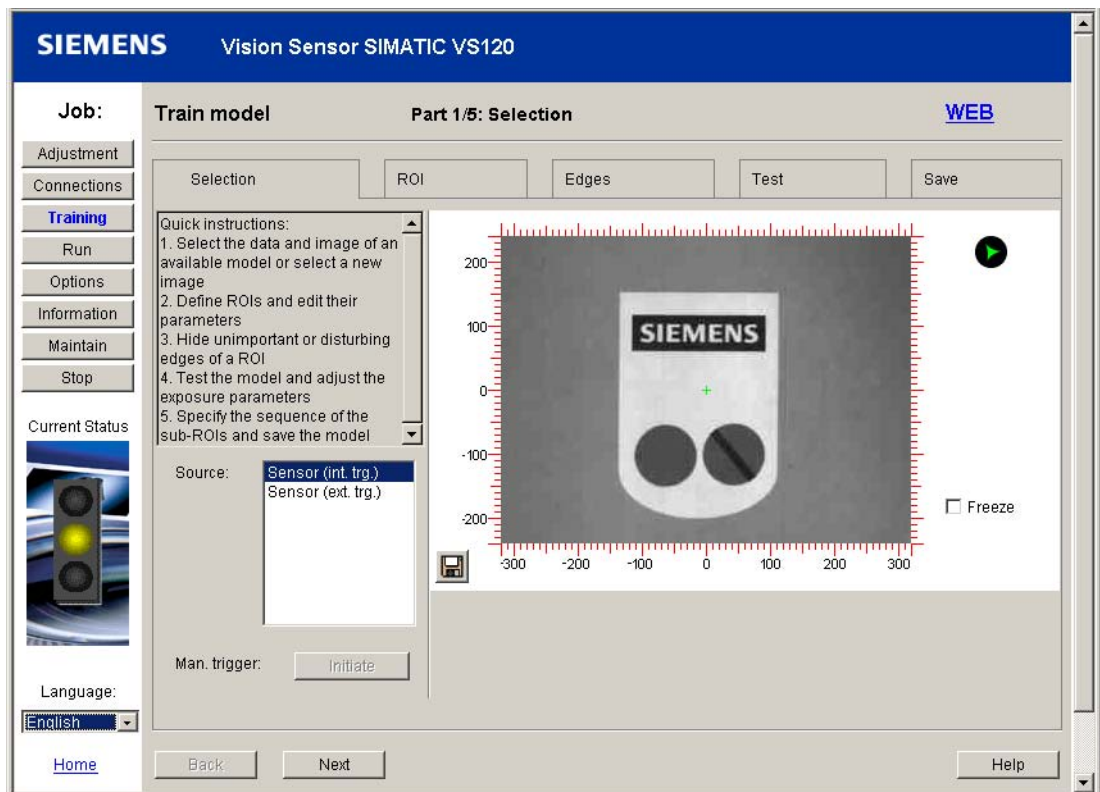 SIEMENS Vision Sensor SIMATIC VS120
Job:
Train model Part 1/5: Selection WEB
Adjustment
Connections
Training
Run
Options
Information
Maintain
Stop
Current Status
Language:
English
Home
Selection ROI Edges Test Save
Quick instructions:
1. Select the data and image of an
available model or select a new
image
2. Define ROIs and edit their
parameters
3. Hide unimportant or disturbing
edges of a ROI
4. Test the model and adjust the
exposure parameters
5. Specify the sequence of the
sub-ROIs and save the model
Source: Sensor (int. trg.)
Sensor (ext. trg.)
Man. trigger: Initiate
200
100
0
-100
-200
-300 -200 -100 0 100 200 300
SIEMENS
Freeze
Back Next Help